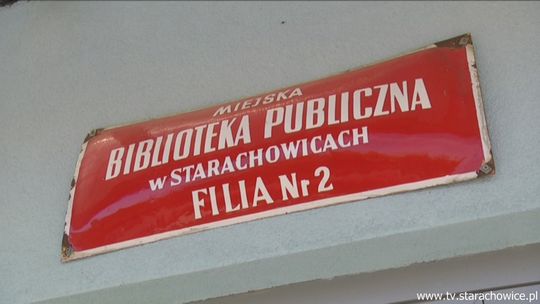 MIEJSKA
BIBLIOTEKA PUBLICZNA
W STARACHOWICACH
FILIA Nr 2
www.tv.starachowice.pl